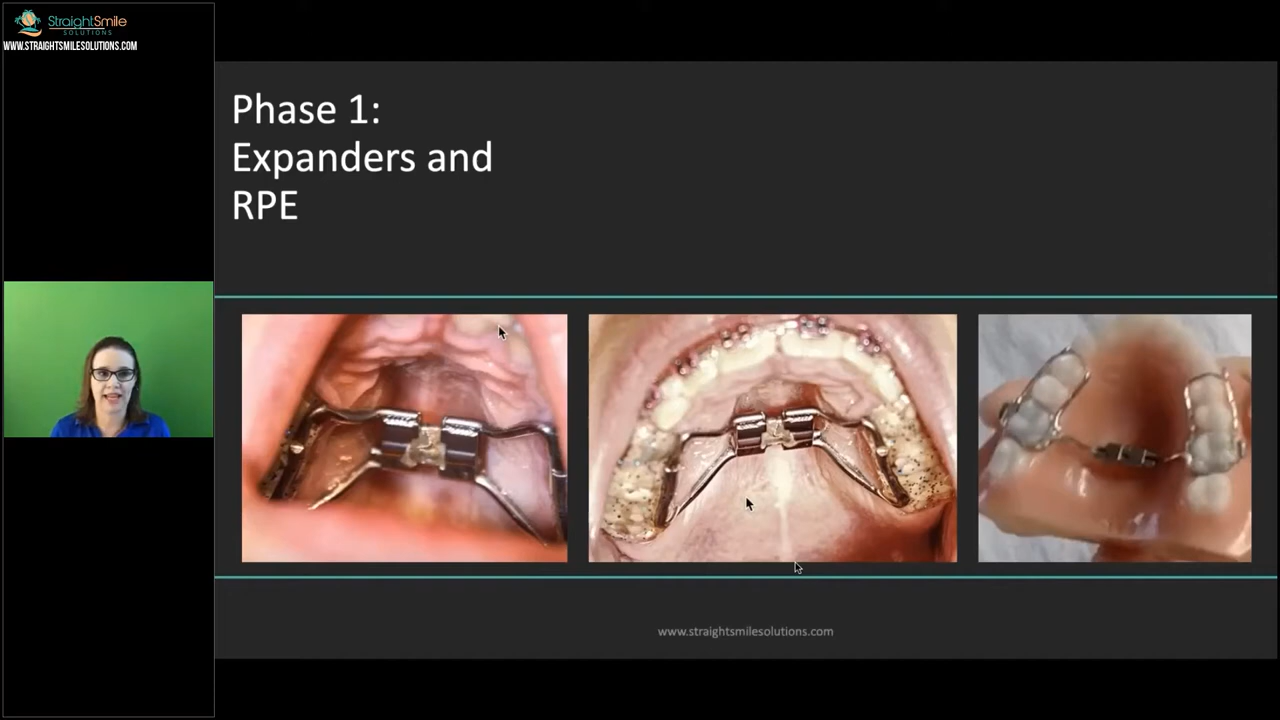 StraightSmile
SOLUTIONS
WWW.STRAIGHTSMILESOLUTIONS.COM
Phase 1:
Expanders and
RPE
www.straightsmilesolutions.com